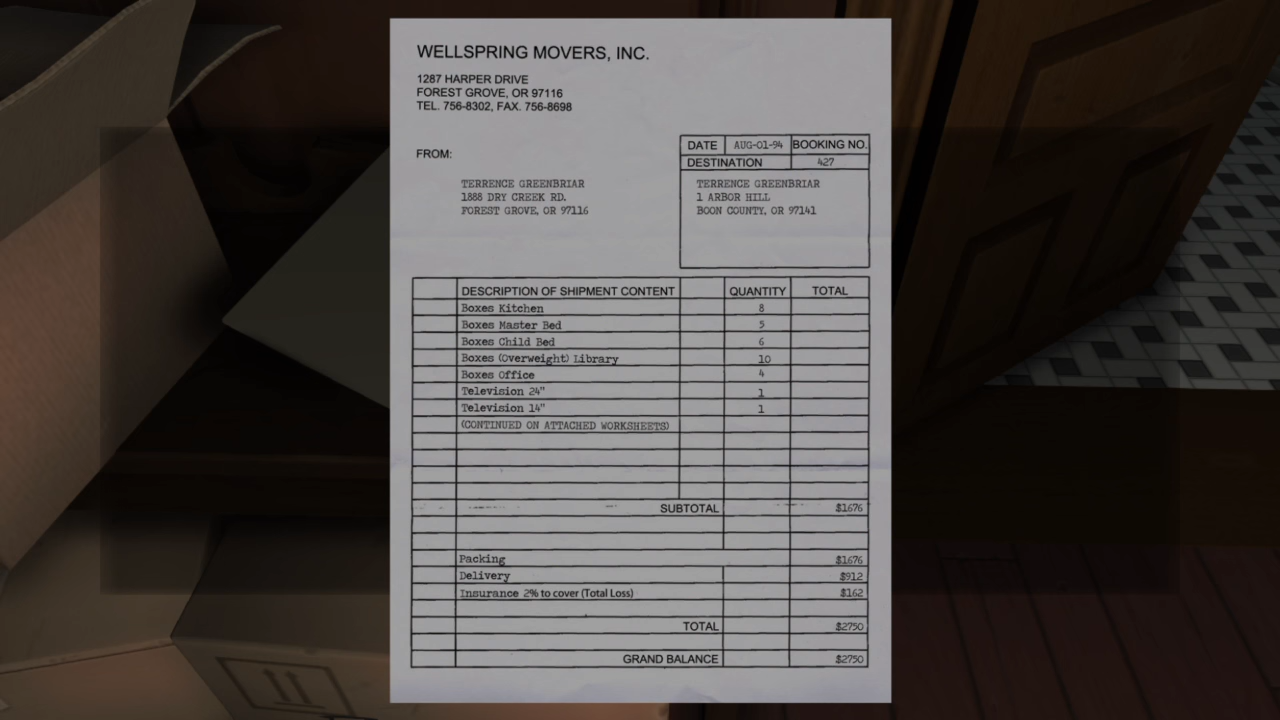 WELLSPRING MOVERS, INC.
1287 HARPER DRIVE
FOREST GROVE, OR 97116
TEL. 756-8302, FAX. 756-8698
FROM:
TERRENCE GREENBRIAR
1888 DRY CREEK RD.
FOREST GROVE, OR 97116
DATE AUG-01-94 BOOKING NO.
DESTINATION 427
TERRENCE GREENBRIAR
1 ARBOR HILL
BOON COUNTY, OR 97141
DESCRIPTION OF SHIPMENT CONTENT QUANTITY TOTAL
Boxes Kitchen 8
Boxes Master Bed 5
Boxes Child Bed 6
Boxes (Overweight) Library 10
Boxes Office 4
Television 24" 1
Television 14" 1
(CONTINUED ON ATTACHED WORKSHEETS)
SUBTOTAL $1676
Packing $1676
Delivery $912
Insurance 2% to cover (Total Loss) $162
TOTAL $2750
GRAND BALANCE $2750